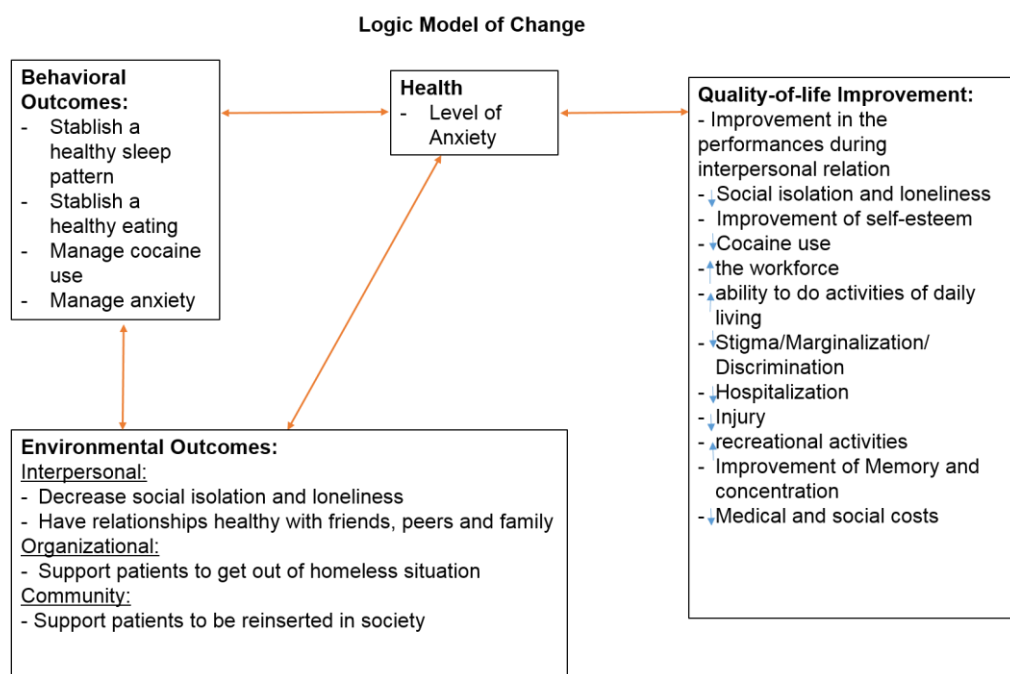 Logic Model of Change
Behavioral
Outcomes:
- Stablish a
healthy sleep
pattern
- Stablish a
healthy eating
- Manage cocaine
use
- Manage anxiety
Health
- Level of
Anxiety
Quality-of-life Improvement:
- Improvement in the
performances during
interpersonal relation
- ↓Social isolation and loneliness
- Improvement of self-esteem
- ↓Cocaine use
- ↑the workforce
- ↑ability to do activities of daily
living
- ↓Stigma/Marginalization/
Discrimination
- ↓Hospitalization
- ↓Injury
- ↑recreational activities
- Improvement of Memory and
concentration
- ↓Medical and social costs
Environmental Outcomes:
Interpersonal:
- Decrease social isolation and loneliness
- Have relationships healthy with friends, peers and family
Organizational:
- Support patients to get out of homeless situation
Community:
- Support patients to be reinserted in society